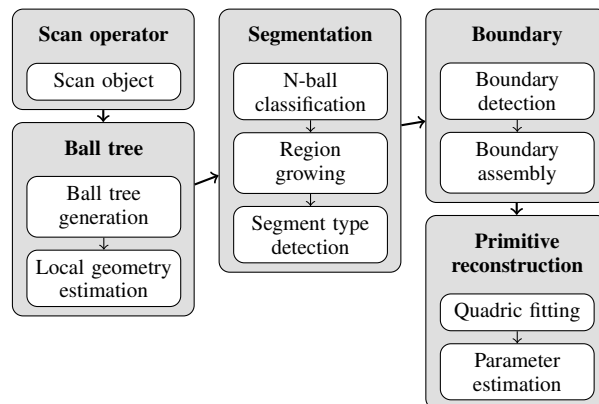 Scan operator
Scan object
Ball tree
Ball tree
generation
Local geometry
estimation
Segmentation
N-ball
classification
Region
growing
Segment type
detection
Boundary
Boundary
detection
Boundary
assembly
Primitive
reconstruction
Quadric fitting
Parameter
estimation